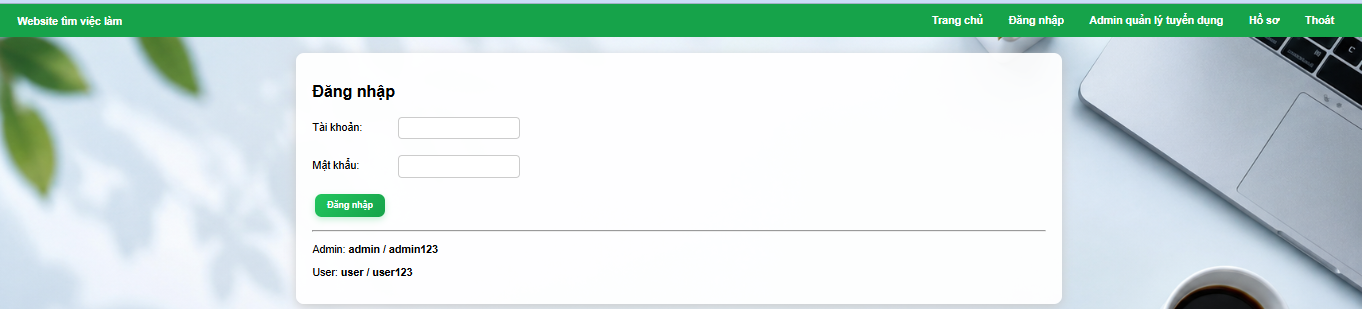 Website tìm việc làm
Trang chủ Đăng nhập Admin quản lý tuyển dụng Hồ sơ Thoát
Đăng nhập
Tài khoản:
Mật khẩu:
Đăng nhập
Admin: admin / admin123
User: user / user123